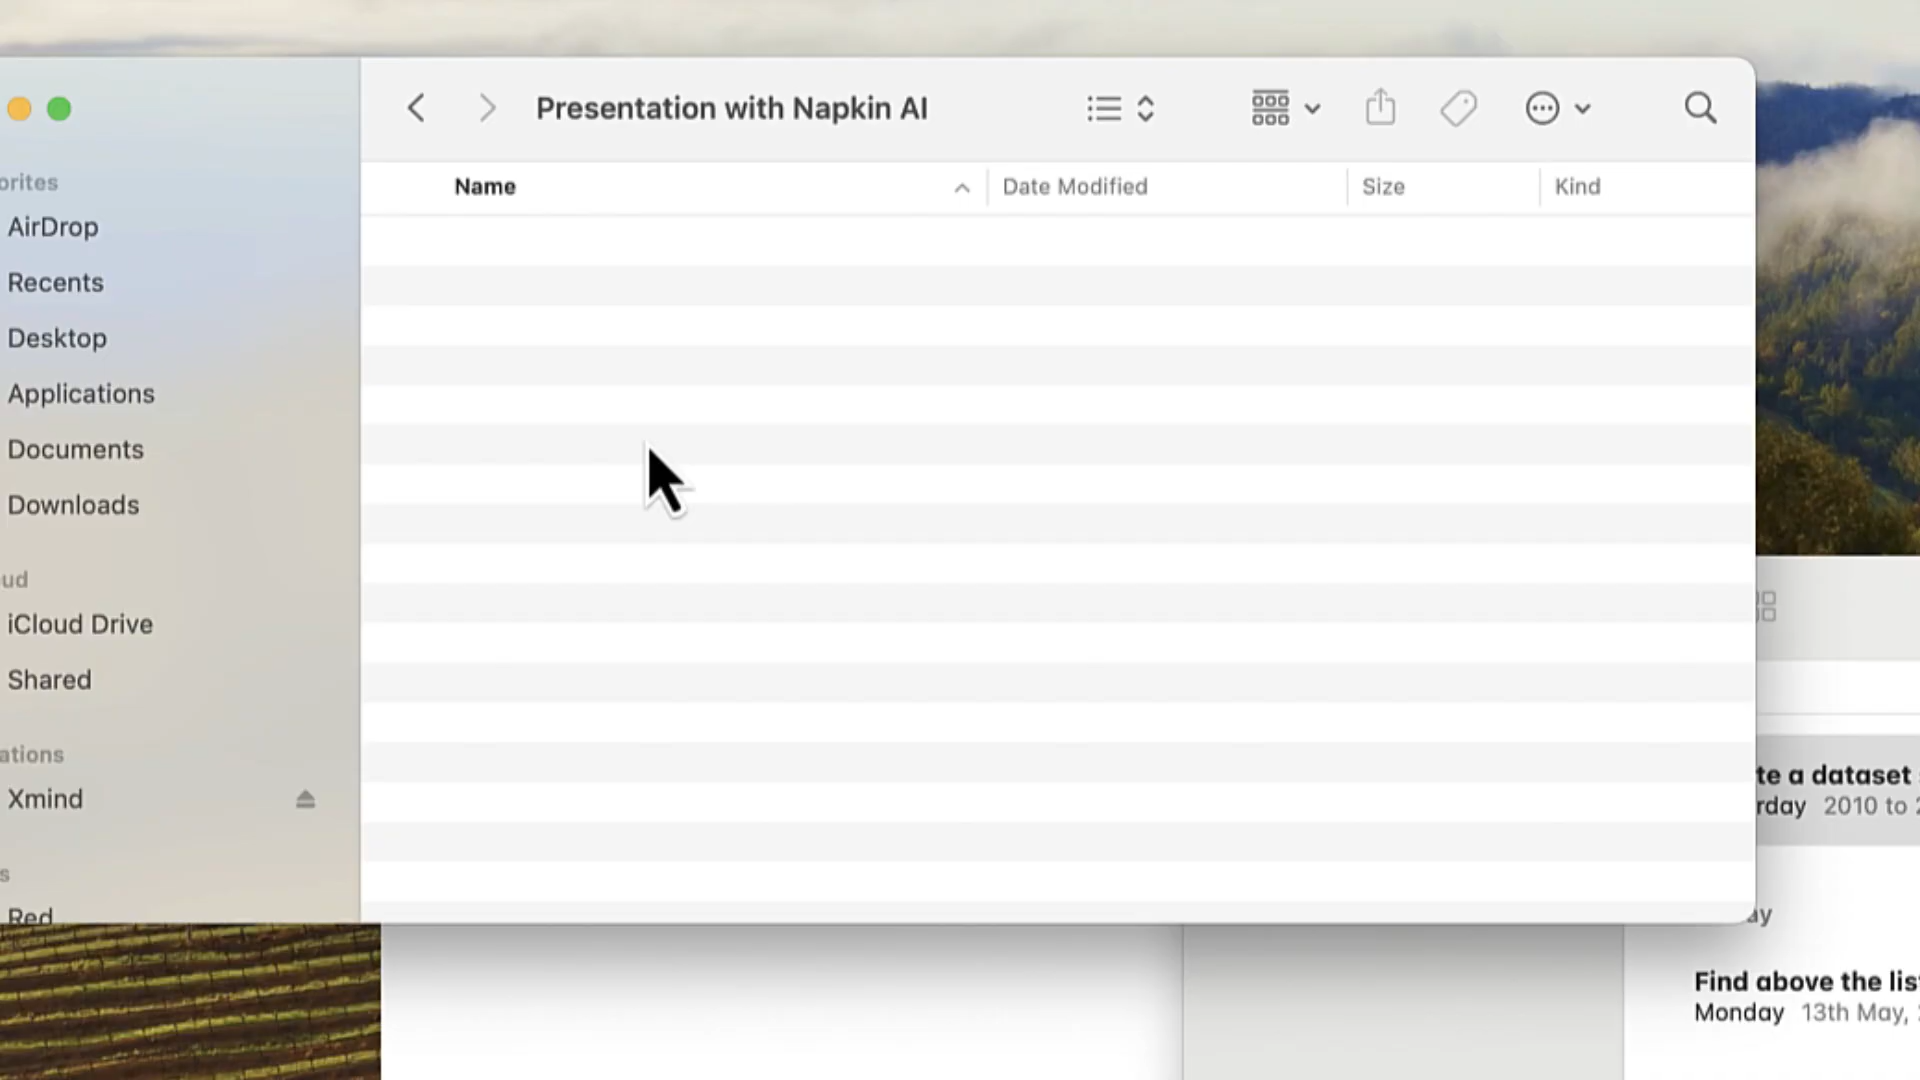 Presentation with Napkin AI
Name
Date Modified
Size
Kind
orites
AirDrop
Recents
Desktop
Applications
Documents
Downloads
ud
iCloud Drive
Shared
ations
Xmind
s
Red
te a dataset
rday 2010 to
ay
Find above the lis
Monday 13th May,